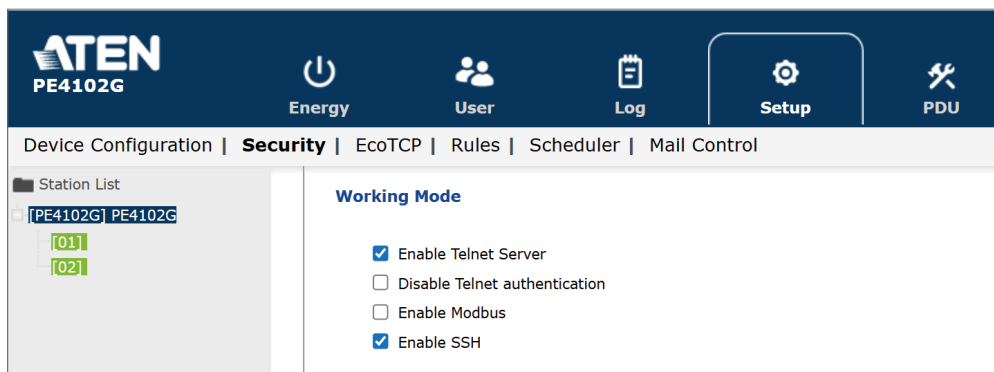 ATEN
PE4102G
Energy User Log Setup PDU
Device Configuration | Security | EcoTCP | Rules | Scheduler | Mail Control
Station List
[PE4102G] PE4102G
[01]
[02]
Working Mode
Enable Telnet Server
Disable Telnet authentication
Enable Modbus
Enable SSH